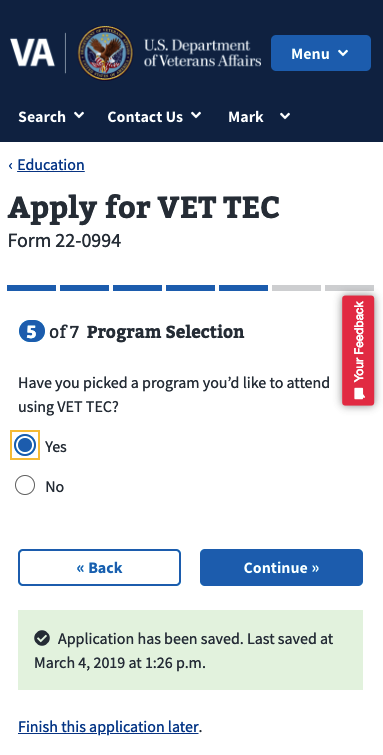 VA
U.S. Department
of Veterans Affairs
Menu
Search
Contact Us
Mark
‹ Education
Apply for VET TEC
Form 22-0994
5 of 7 Program Selection
Your Feedback
Have you picked a program you’d like to attend
using VET TEC?
Yes
No
« Back
Continue »
Application has been saved. Last saved at
March 4, 2019 at 1:26 p.m.
Finish this application later.